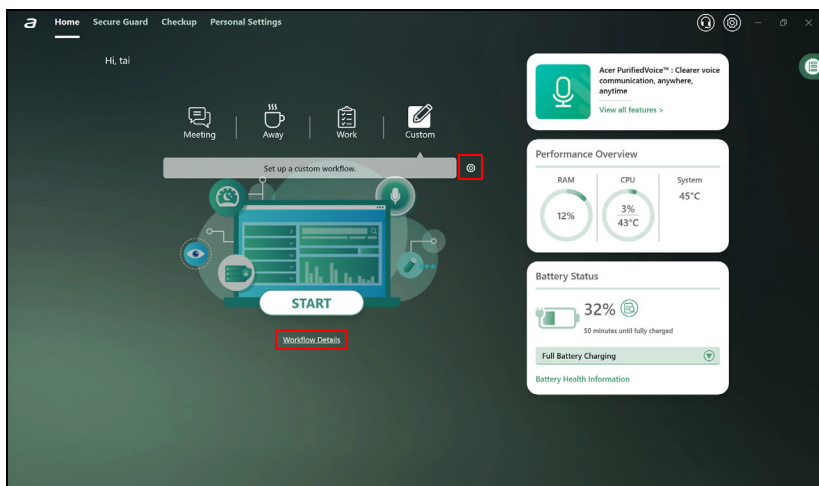 a Home Secure Guard Checkup Personal Settings
Hi, tai
Meeting Away Work Custom
Set up a custom workflow.
START
Workflow Details
Acer PurifiedVoice™ : Clearer voice
communication, anywhere,
anytime
View all features >
Performance Overview
RAM CPU System
12%
3%
43°C
45°C
Battery Status
32%
50 minutes until fully charged
Full Battery Charging
Battery Health Information